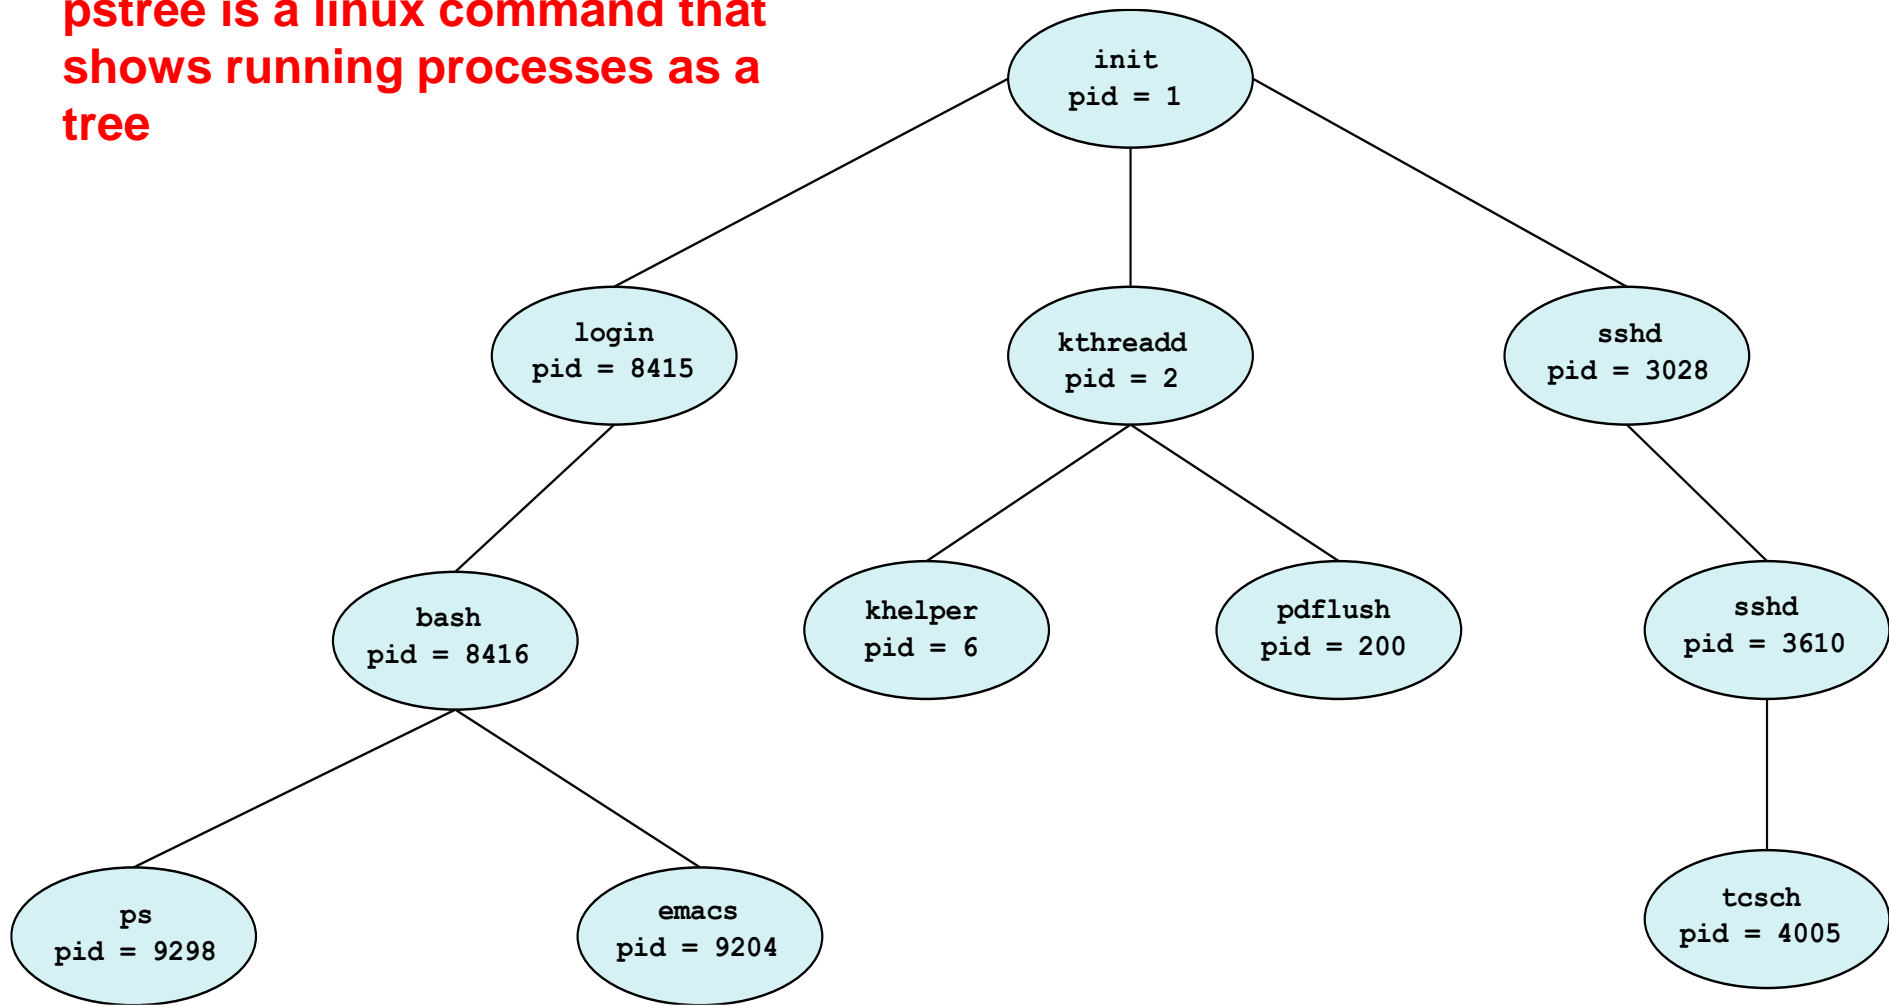 pstree is a linux command that
shows running processes as a
tree
init
pid = 1
login
pid = 8415
kthreadd
pid = 2
sshd
pid = 3028
bash
pid = 8416
khelper
pid = 6
pdflush
pid = 200
sshd
pid = 3610
ps
pid = 9298
emacs
pid = 9204
tcsch
pid = 4005